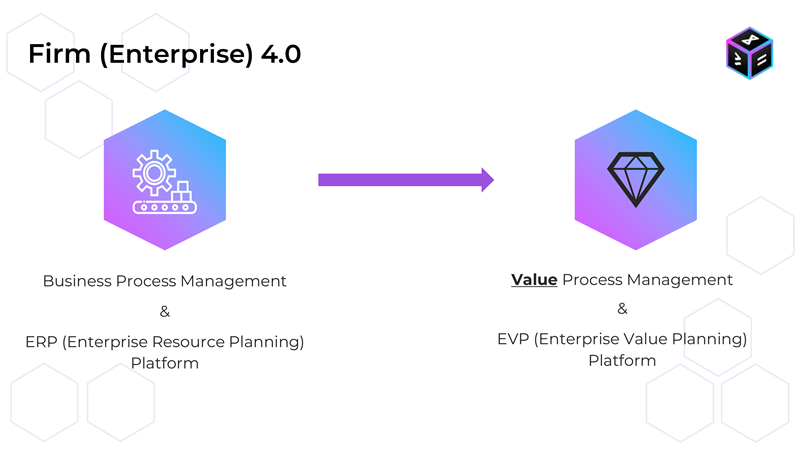 Firm (Enterprise) 4.0
Business Process Management
&
ERP (Enterprise Resource Planning)
Platform
Value Process Management
&
EVP (Enterprise Value Planning)
Platform